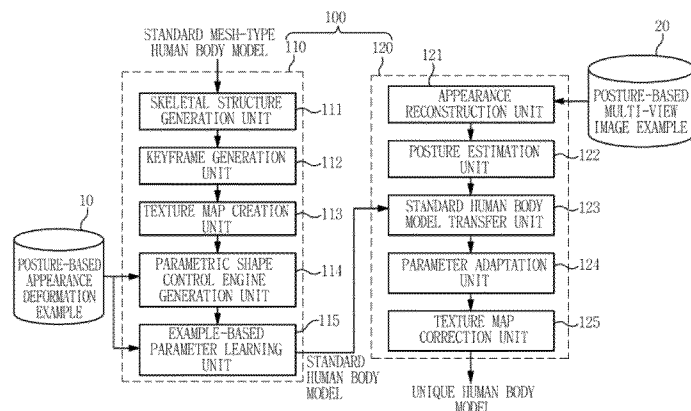 100
STANDARD MESH-TYPE
HUMAN BODY MODEL
110
120
20
121
SKELETAL STRUCTURE
GENERATION UNIT
111
APPEARANCE
RECONSTRUCTION UNIT
POSTURE-BASED
MULTI-VIEW
IMAGE EXAMPLE
KEYFRAME GENERATION
UNIT
112
POSTURE ESTIMATION
UNIT
122
10
TEXTURE MAP CREATION
UNIT
113
STANDARD HUMAN BODY
MODEL TRANSFER UNIT
123
POSTURE-BASED
APPEARANCE
DEFORMATION
EXAMPLE
PARAMETRIC SHAPE
CONTROL ENGINE
GENERATION UNIT
114
PARAMETER ADAPTATION
UNIT
124
115
EXAMPLE-BASED
PARAMETER LEARNING
UNIT
TEXTURE MAP
CORRECTION UNIT
125
STANDARD
HUMAN BODY
MODEL
UNIQUE HUMAN BODY
MODEL